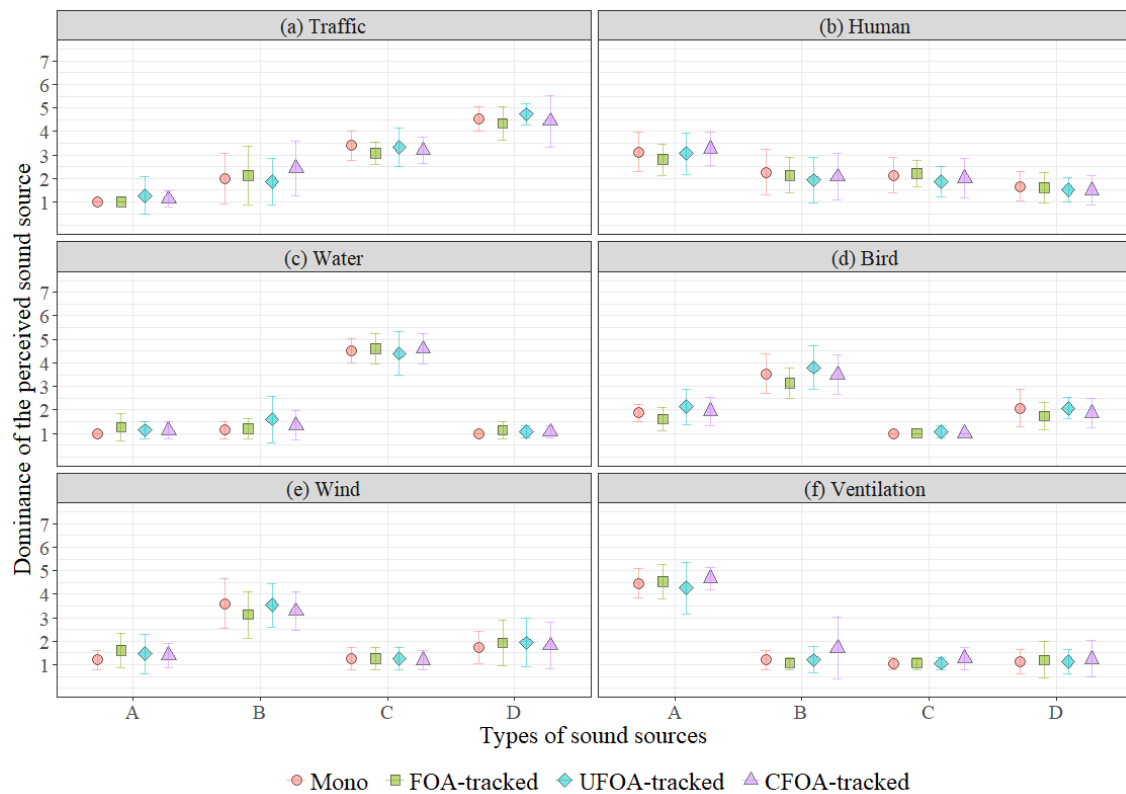 (a) Traffic
(b) Human
7
6
5
4
3
2
1
(c) Water
(d) Bird
7
6
5
4
3
2
1
(e) Wind
(f) Ventilation
7
6
5
4
3
2
1
Dominance of the perceived sound source
A B C D A B C D
Types of sound sources
Mono FOA-tracked UFOA-tracked CFOA-tracked